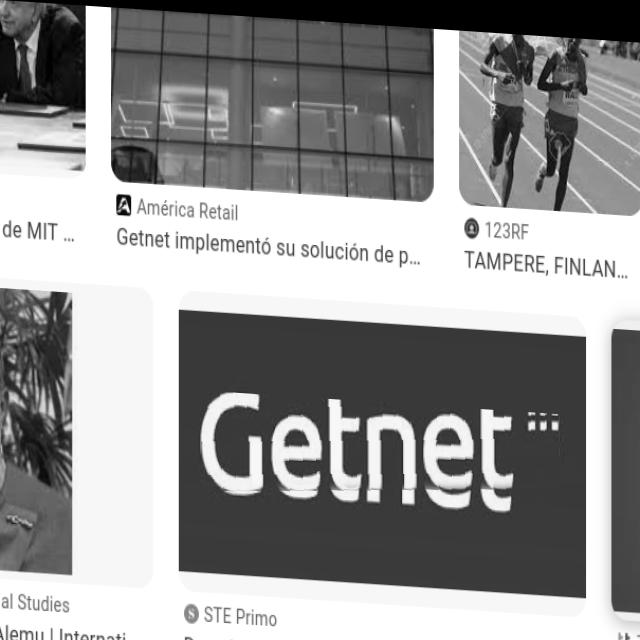 América Retail
123RF
de MIT ...
Getnet implementó su solución de p...
TAMPERE, FINLAN...
Getnet
al Studies
STE Primo
Alemu | Internati...